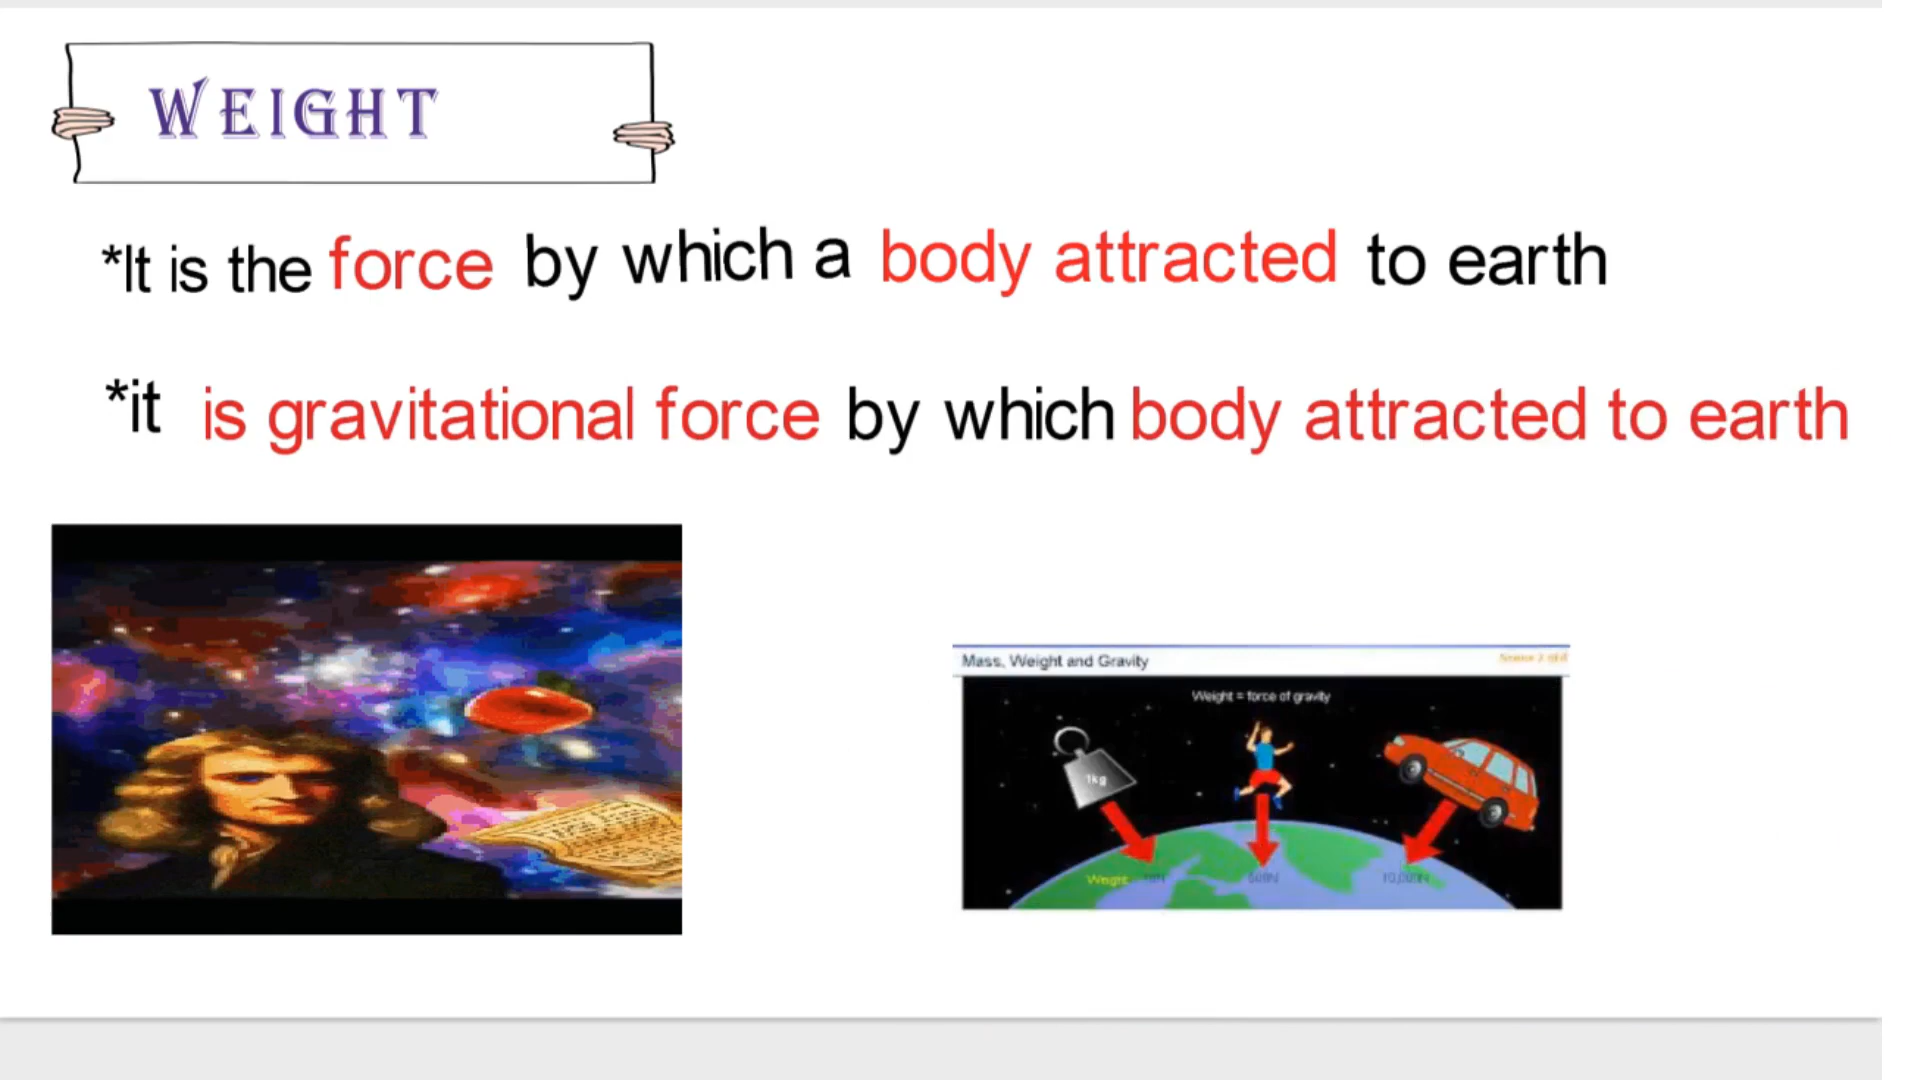 WEIGHT
*It is the force by which a body attracted to earth
*it is gravitational force by which body attracted to earth
Mass, Weight and Gravity
Weight = force of gravity
1kg
Weight